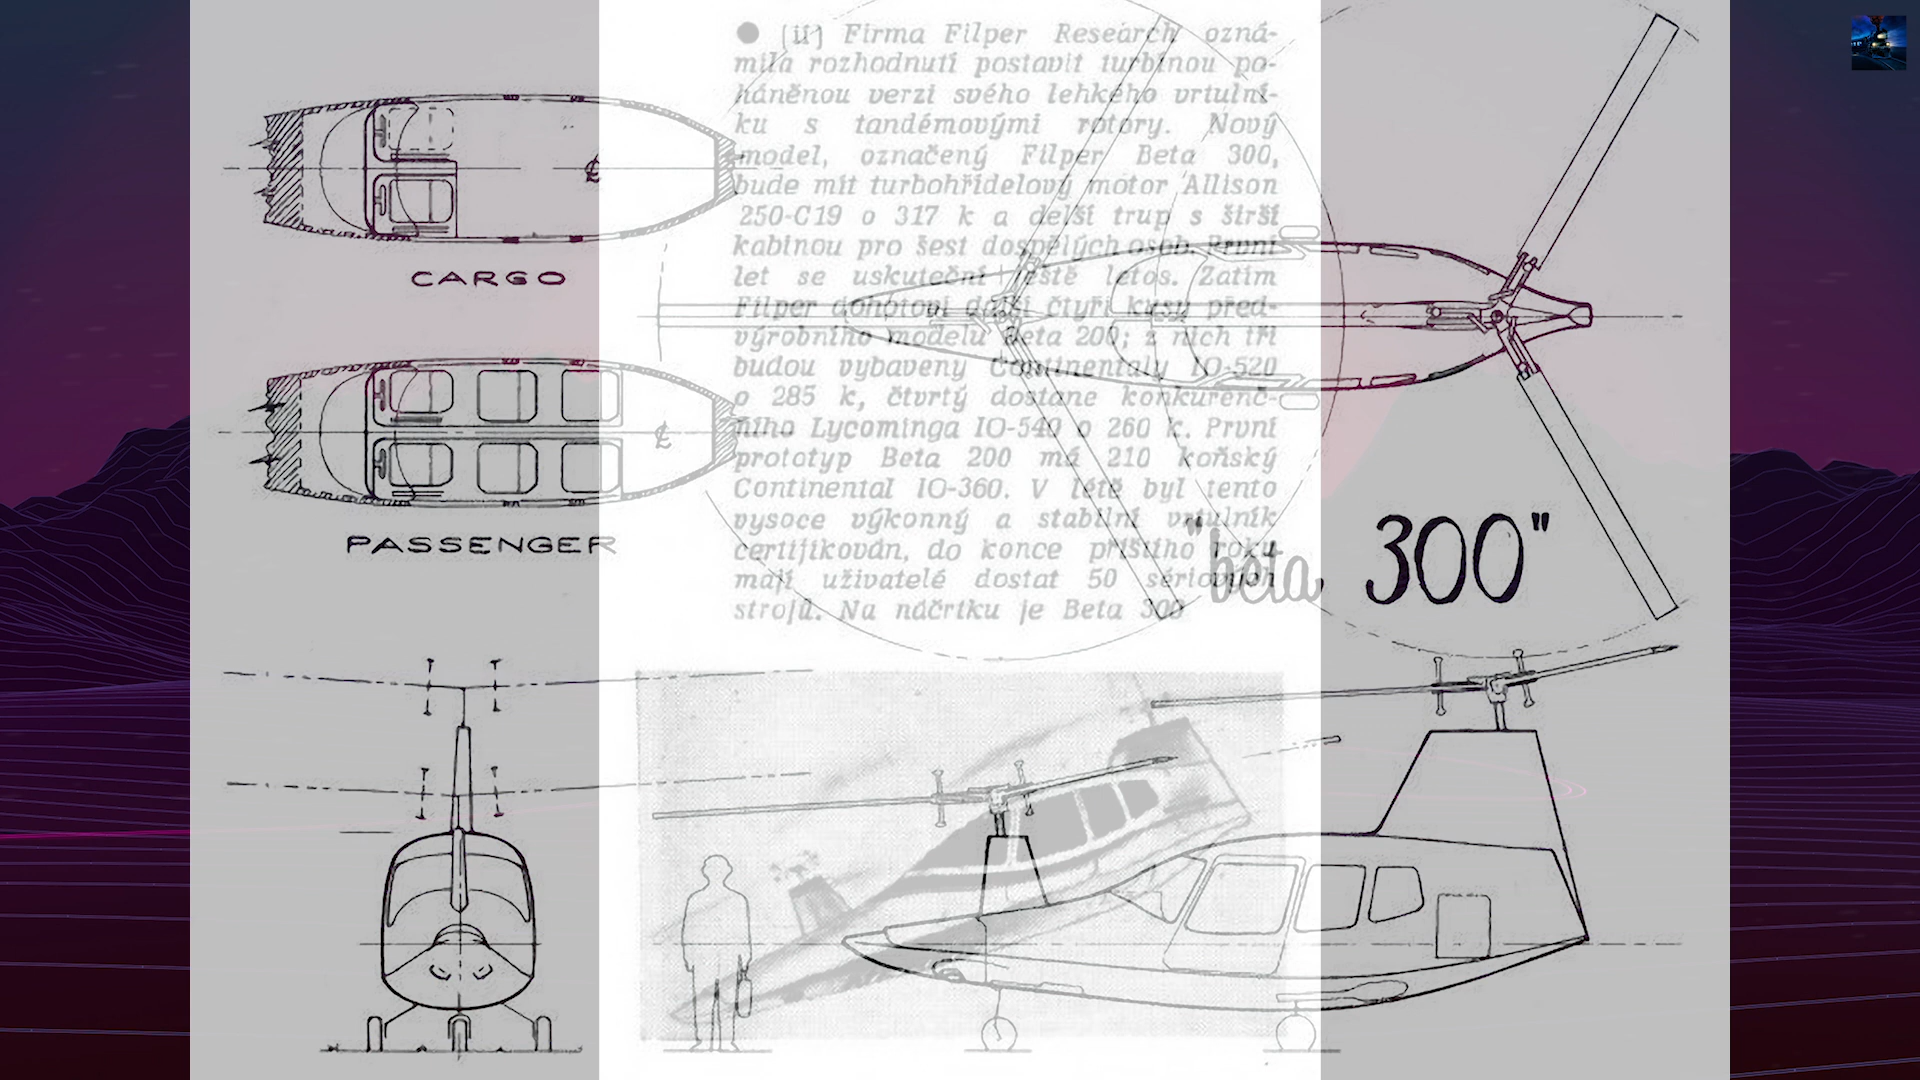 ● (ii) Firma Filper Research ozná-
mila rozhodnutí postavit turbínou po-
háněnou verzi svého lehkého vrtulní-
ku s tandémovými rotory. Nový
model, označený Filper Beta 300,
bude mít turbohřídelový motor Allison
250-C19 o 317 k a delší trup s širší
kabinou pro šest dospělých osob. První
let se uskuteční ještě letos. Zatím
Filper dohotoví další čtyři kusy před-
výrobního modelu Beta 200; z nich tři
budou vybaveny Continentaly IO-520
o 285 k, čtvrtý dostane konkurenč-
ního Lycominga IO-540 o 260 k. První
prototyp Beta 200 má 210 koňský
Continental IO-360. V létě byl tento
vysoce výkonný a stabilní vrtulník
certifikován, do konce příštího roku
mají uživatelé dostat 50 sériových
strojů. Na náčrtku je Beta 300
CARGO
PASSENGER
"beta 300"